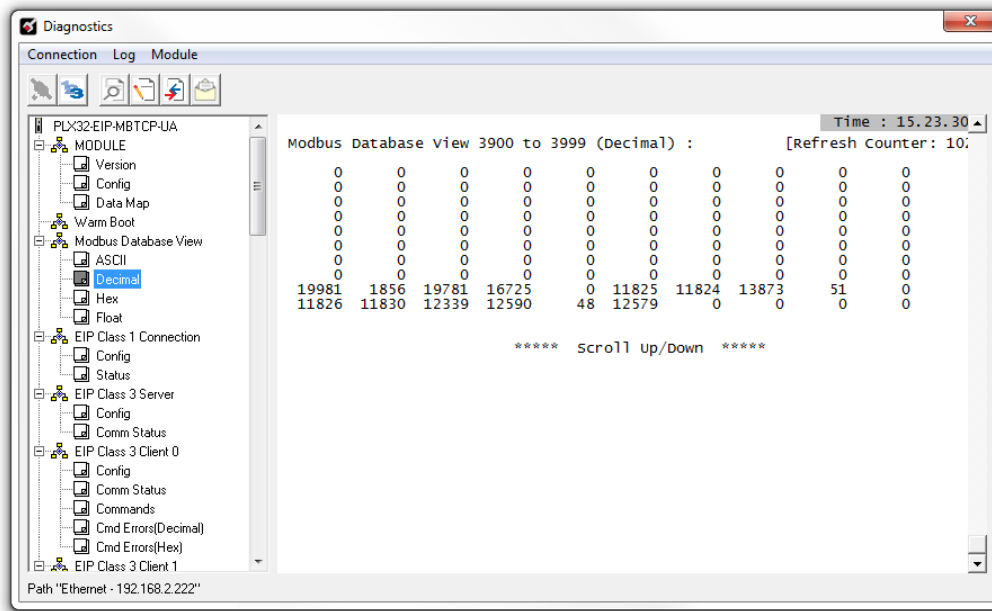 Diagnostics
Connection Log Module
PLX32-EIP-MBTCP-UA
MODULE
Version
Config
Data Map
Warm Boot
Modbus Database View
ASCII
Decimal
Hex
Float
EIP Class 1 Connection
Config
Status
EIP Class 3 Server
Config
Comm Status
EIP Class 3 Client 0
Config
Comm Status
Commands
Cmd Errors(Decimal)
Cmd Errors(Hex)
EIP Class 3 Client 1
Time : 15.23.30
Modbus Database View 3900 to 3999 (Decimal) : [Refresh Counter: 102
0 0 0 0 0 0 0 0 0 0
0 0 0 0 0 0 0 0 0 0
0 0 0 0 0 0 0 0 0 0
0 0 0 0 0 0 0 0 0 0
0 0 0 0 0 0 0 0 0 0
0 0 0 0 0 0 0 0 0 0
0 0 0 0 0 0 0 0 0 0
0 0 0 0 0 0 0 0 0 0
19981 1856 19781 16725 0 11825 11824 13873 51 0
11826 11830 12339 12590 48 12579 0 0 0 0
***** Scroll Up/Down *****
Path "Ethernet - 192.168.2.222"